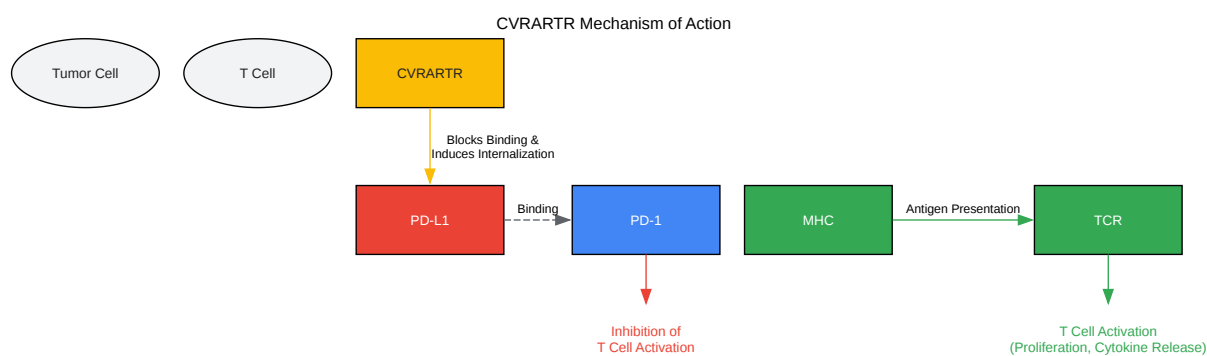 CVRARTR Mechanism of Action
Tumor Cell
T Cell
CVRARTR
Blocks Binding &
Induces Internalization
PD-L1
Binding
PD-1
MHC
Antigen Presentation
TCR
Inhibition of
T Cell Activation
T Cell Activation
(Proliferation, Cytokine Release)